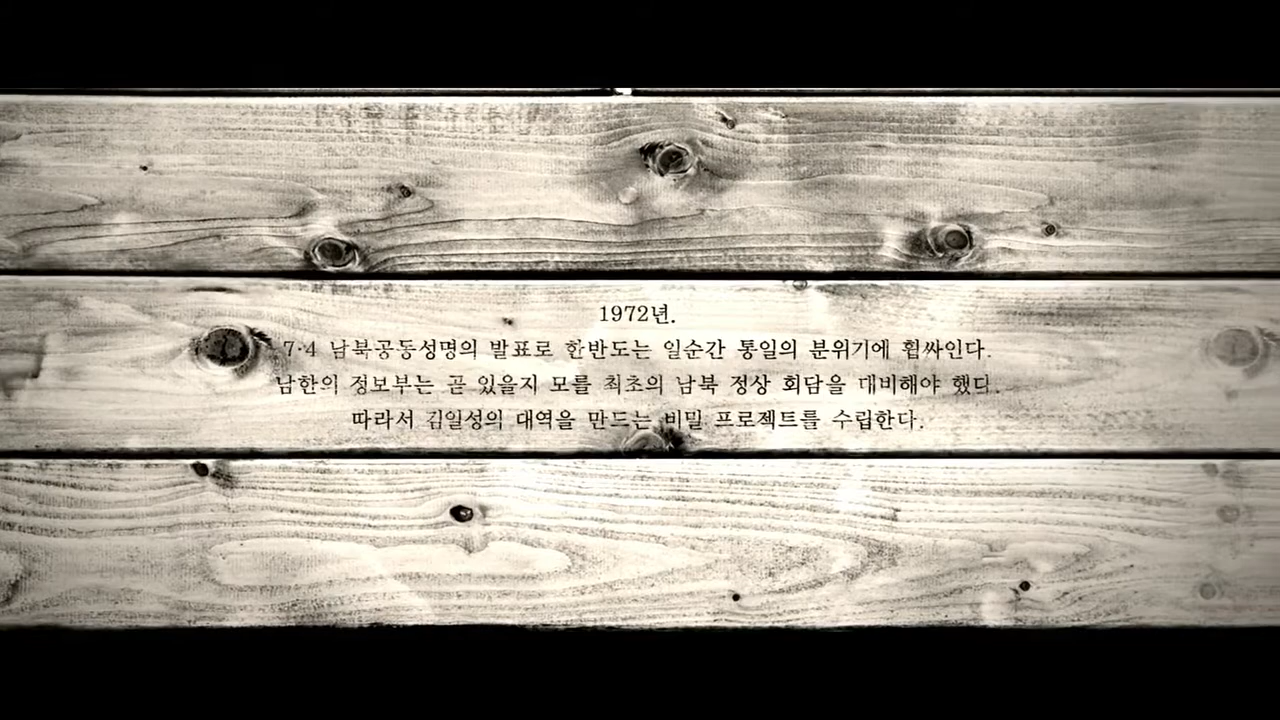 1972년.
7·4 남북공동성명의 발표로 한반도는 일순간 통일의 분위기에 휩싸인다.
남한의 정보부는 곧 있을지 모를 최초의 남북 정상 회담을 대비해야 했다.
따라서 김일성의 대역을 만드는 비밀 프로젝트를 수립한다.